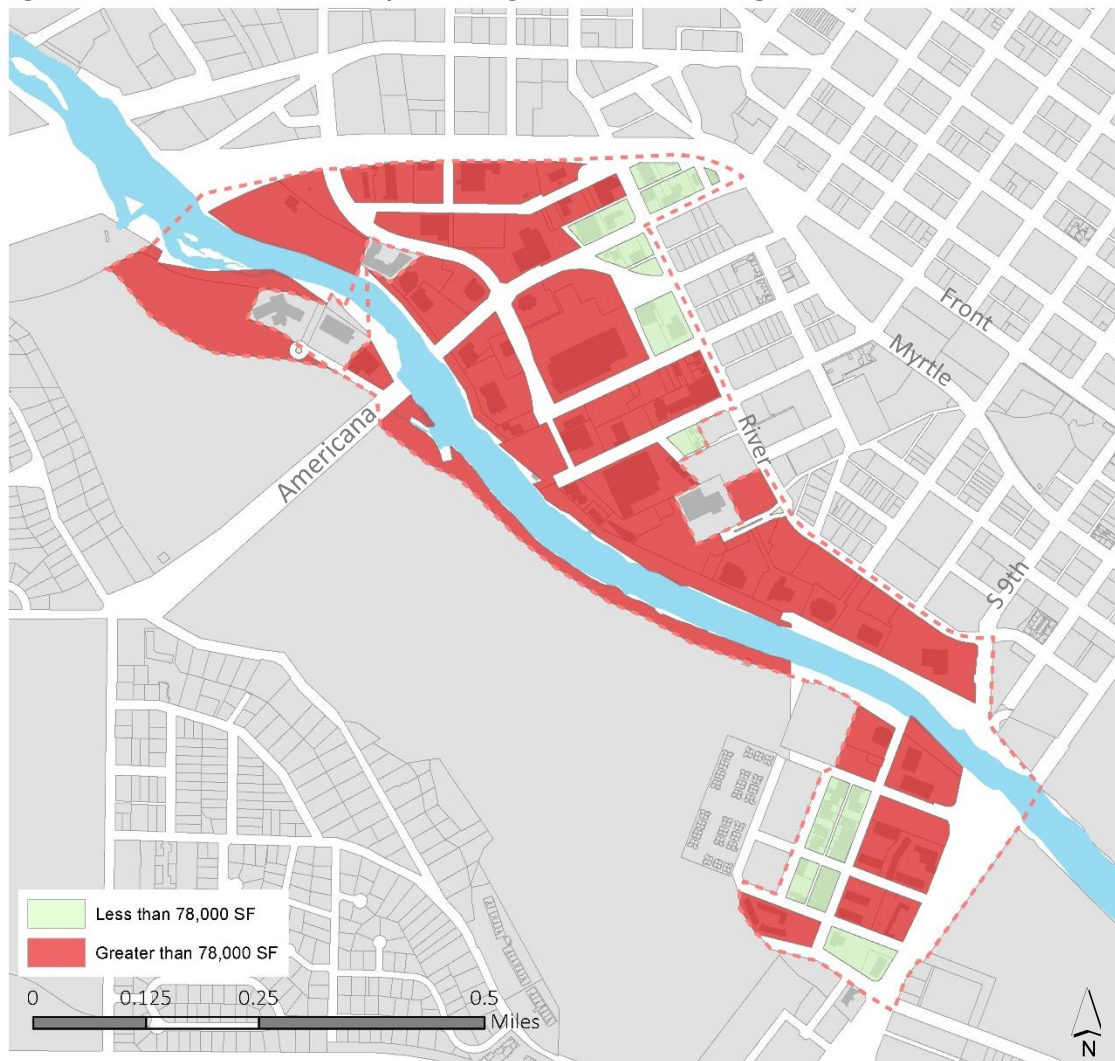 Front
Myrtle
River
Americana
S 9th
Less than 78,000 SF
Greater than 78,000 SF
0 0.125 0.25 0.5
Miles
N